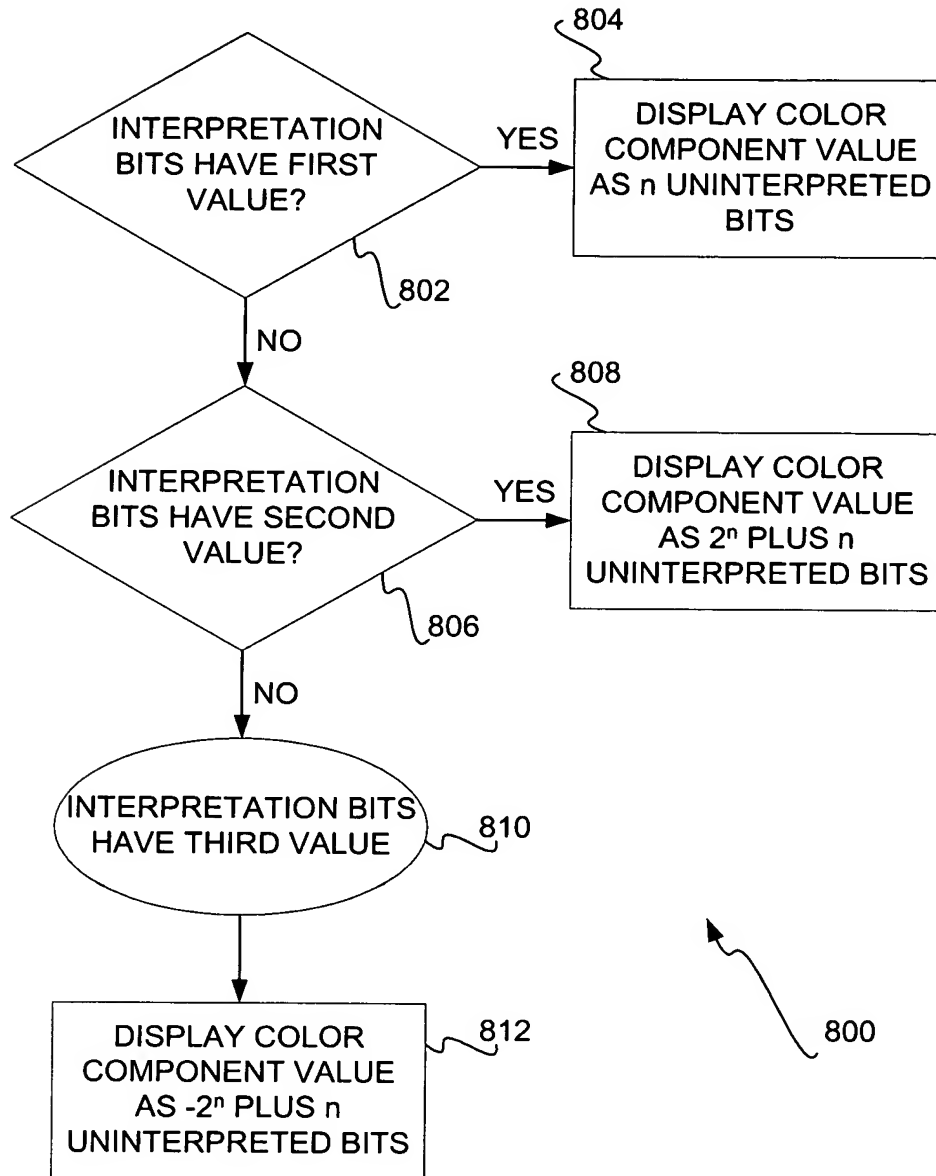 804
INTERPRETATION
BITS HAVE FIRST
VALUE?
YES
DISPLAY COLOR
COMPONENT VALUE
AS n UNINTERPRETED
BITS
802
NO
808
INTERPRETATION
BITS HAVE SECOND
VALUE?
YES
DISPLAY COLOR
COMPONENT VALUE
AS 2ⁿ PLUS n
UNINTERPRETED BITS
806
NO
INTERPRETATION BITS
HAVE THIRD VALUE
810
DISPLAY COLOR
COMPONENT VALUE
AS -2ⁿ PLUS n
UNINTERPRETED BITS
812
800